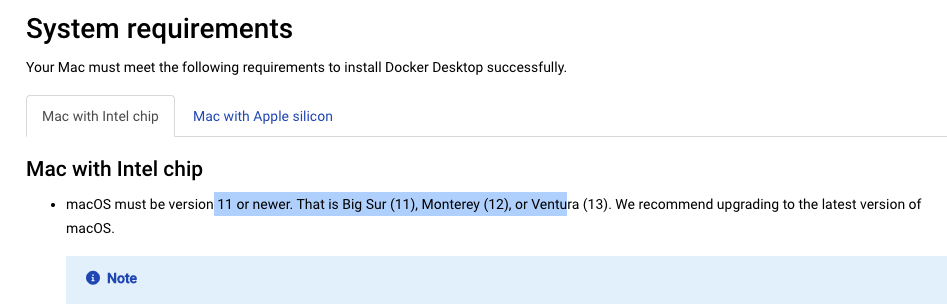 System requirements
Your Mac must meet the following requirements to install Docker Desktop successfully.
Mac with Intel chip
Mac with Apple silicon
Mac with Intel chip
• macOS must be version 11 or newer. That is Big Sur (11), Monterey (12), or Ventura (13). We recommend upgrading to the latest version of
macOS.
Note